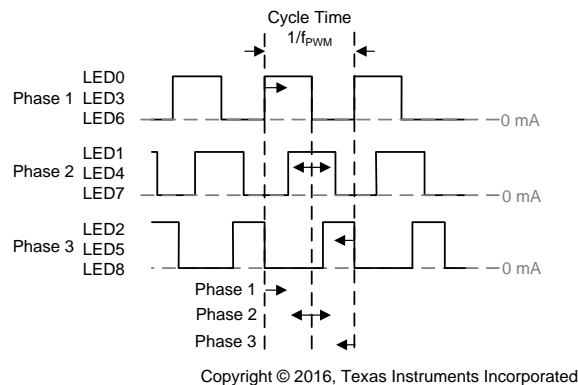 Cycle Time
1/fPWM
LED0
Phase 1 LED3
LED6
0 mA
LED1
Phase 2 LED4
LED7
0 mA
LED2
Phase 3 LED5
LED8
0 mA
Phase 1
Phase 2
Phase 3
Copyright © 2016, Texas Instruments Incorporated